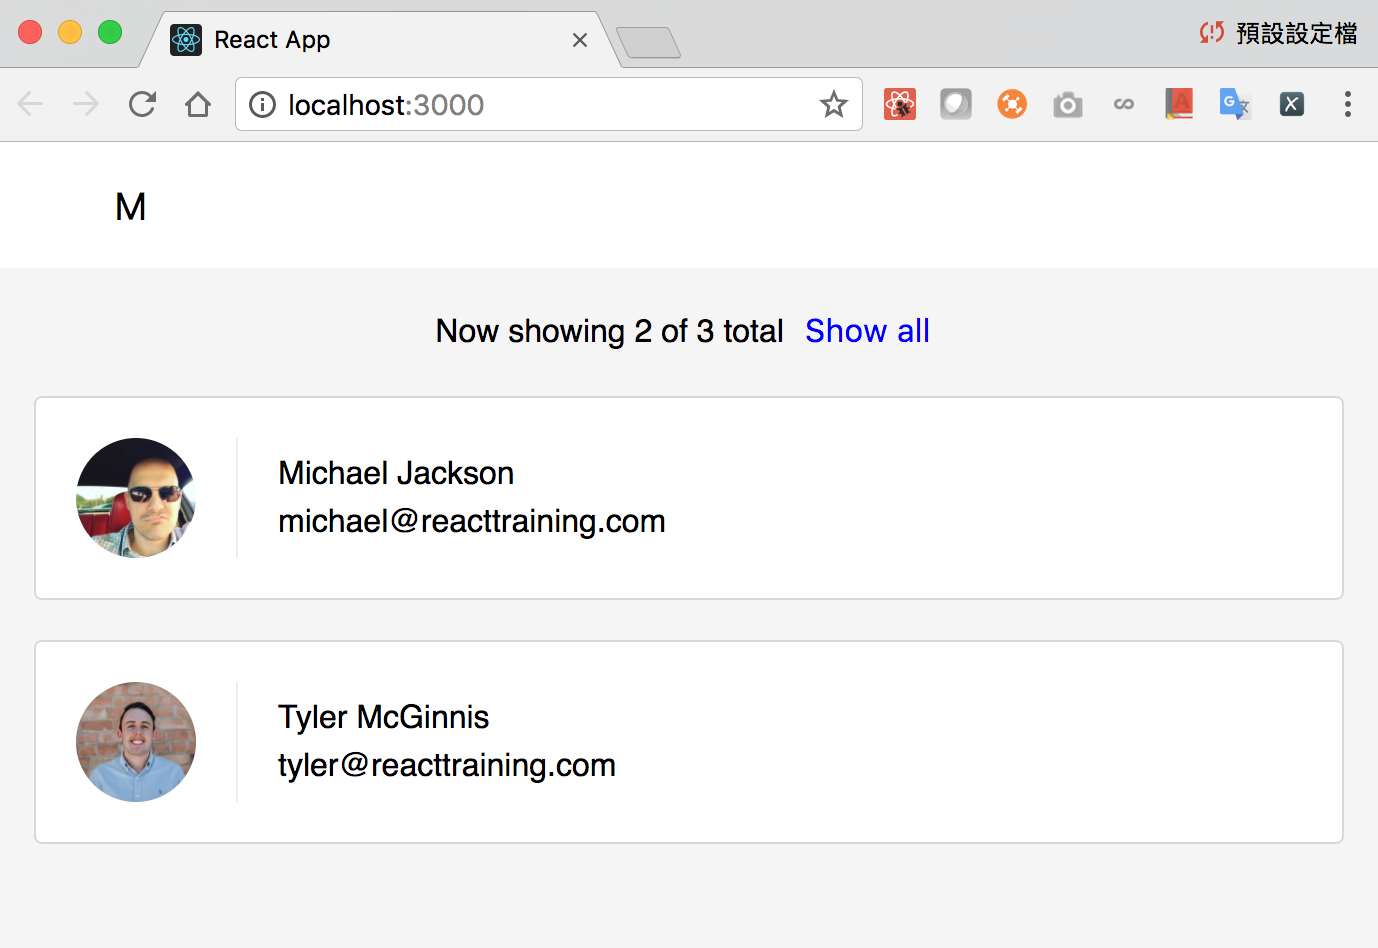 React App
預設設定檔
localhost:3000
M
Now showing 2 of 3 total Show all
Michael Jackson
michael@reacttraining.com
Tyler McGinnis
tyler@reacttraining.com